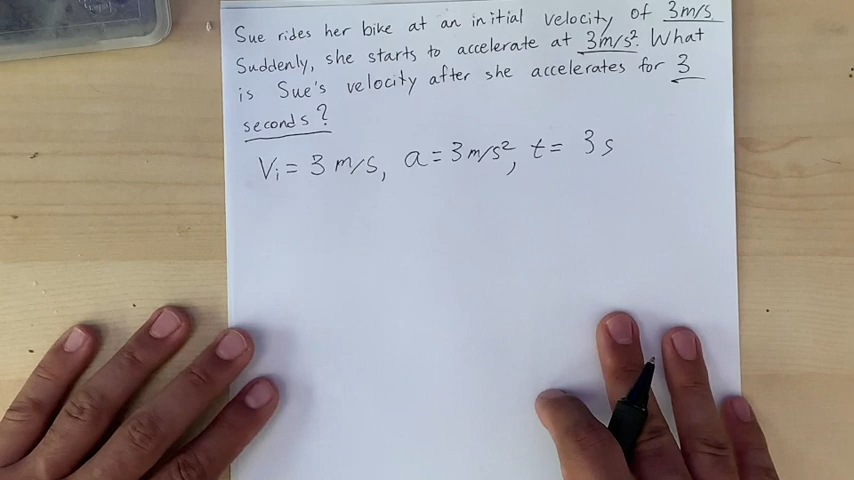 Sue rides her bike at an initial velocity of 3m/s.
Suddenly, she starts to accelerate at 3m/s². What
is Sue's velocity after she accelerates for 3
seconds?
Vi = 3 m/s, a = 3 m/s², t = 3 s